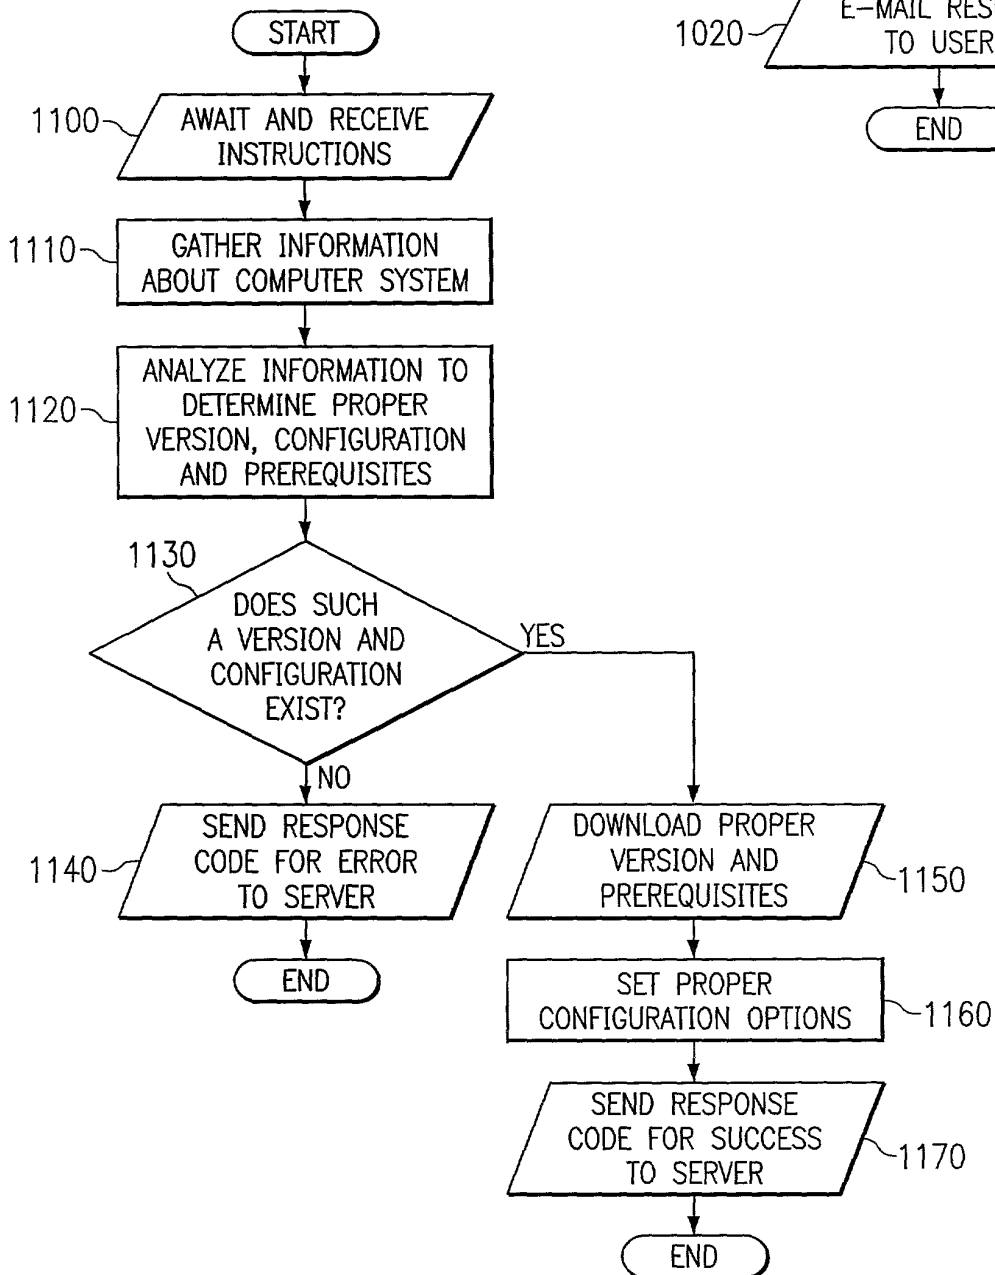 START
1100
AWAIT AND RECEIVE
INSTRUCTIONS
1110
GATHER INFORMATION
ABOUT COMPUTER SYSTEM
1120
ANALYZE INFORMATION TO
DETERMINE PROPER
VERSION, CONFIGURATION
AND PREREQUISITES
1130
DOES SUCH
A VERSION AND
CONFIGURATION
EXIST?
YES
NO
1140
SEND RESPONSE
CODE FOR ERROR
TO SERVER
END
DOWNLOAD PROPER
VERSION AND
PREREQUISITES
1150
SET PROPER
CONFIGURATION OPTIONS
1160
SEND RESPONSE
CODE FOR SUCCESS
TO SERVER
1170
END
1020
E-MAIL
TO USER
END